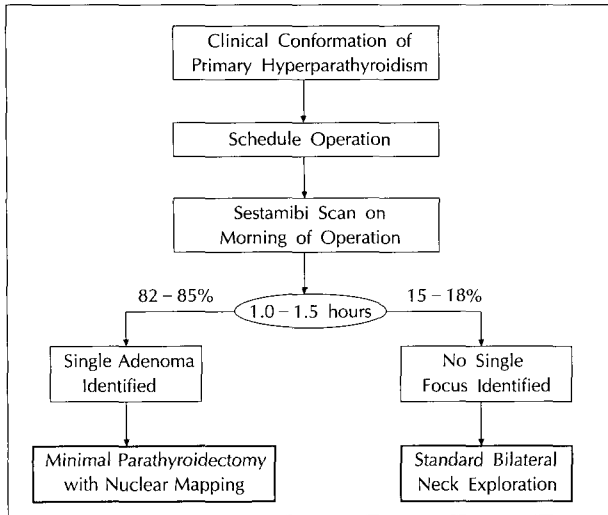 Clinical Conformation of
Primary Hyperparathyroidism
Schedule Operation
Sestamibi Scan on
Morning of Operation
82 – 85%
1.0 – 1.5 hours
15 – 18%
Single Adenoma
Identified
No Single
Focus Identified
Minimal Parathyroidectomy
with Nuclear Mapping
Standard Bilateral
Neck Exploration